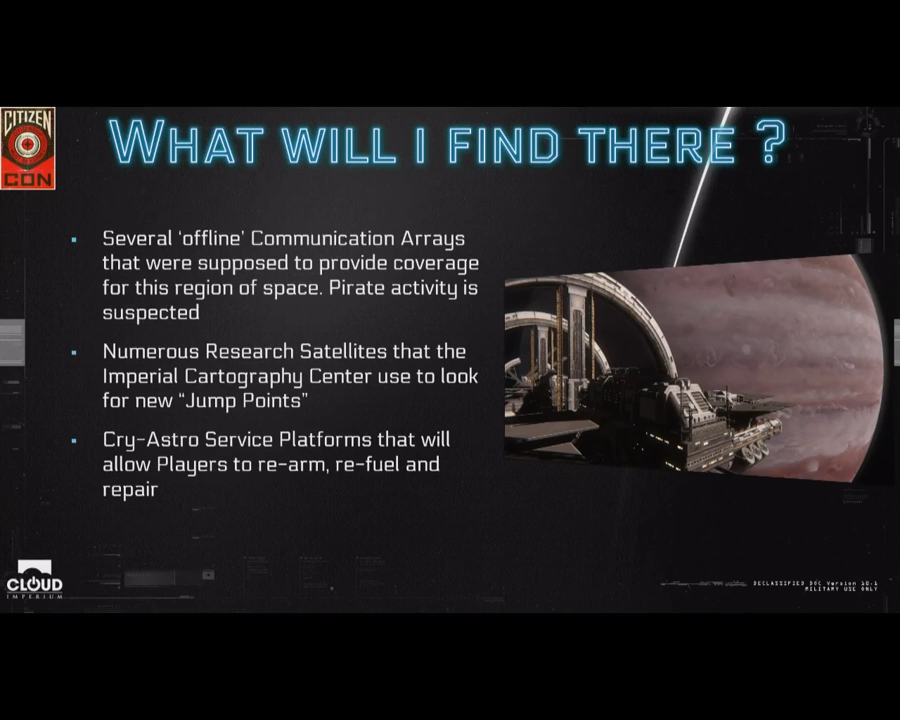 CITIZEN
CON
WHAT WILL I FIND THERE ?
Several ‘offline’ Communication Arrays
that were supposed to provide coverage
for this region of space. Pirate activity is
suspected
Numerous Research Satellites that the
Imperial Cartography Center use to look
for new “Jump Points”
Cry-Astro Service Platforms that will
allow Players to re-arm, re-fuel and
repair
CLOUD
IMPERIUM
DECLASSIFIED DOC Version 10.1
MILITARY USE ONLY